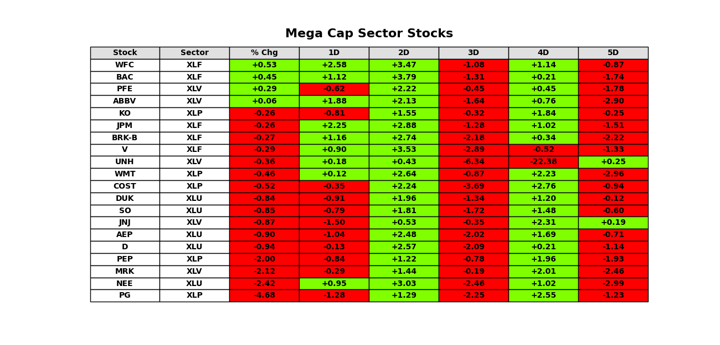 Mega Cap Sector Stocks
Stock Sector % Chg 1D 2D 3D 4D 5D
WFC XLF +0.53 +2.58 +3.47 -1.08 +1.14 -0.87
BAC XLF +0.45 +1.12 +3.79 -1.31 +0.21 -1.74
PFE XLV +0.29 -0.62 +2.22 -0.45 +0.45 -1.78
ABBV XLV +0.06 +1.88 +2.13 -1.64 +0.76 -2.90
KO XLP -0.26 -0.81 +1.55 -0.32 +1.84 -0.25
JPM XLF -0.26 +2.25 +2.88 -1.28 +1.02 -1.51
BRK-B XLF -0.27 +1.16 +2.74 -2.16 +0.34 -2.22
V XLF -0.29 +0.90 +3.53 -2.89 -0.52 -1.33
UNH XLV -0.36 +0.18 +0.43 -6.34 -22.38 +0.25
WMT XLP -0.46 +0.12 +2.64 -0.87 +2.23 -2.96
COST XLP -0.52 -0.35 +2.24 -3.69 +2.76 -0.94
DUK XLU -0.84 -0.91 +1.96 -1.34 +1.20 -0.12
SO XLU -0.85 -0.79 +1.81 -1.72 +1.48 -0.60
JNJ XLV -0.87 -1.50 +0.53 -0.35 +2.31 +0.19
AEP XLU -0.90 -1.04 +2.48 -2.02 +1.69 -0.71
D XLU -0.94 -0.13 +2.57 -2.09 +0.21 -1.14
PEP XLP -2.00 -0.84 +1.22 -0.78 +1.96 -1.93
MRK XLV -2.12 -0.29 +1.44 -0.19 +2.01 -2.46
NEE XLU -2.42 +0.95 +3.03 -2.46 +1.02 -2.99
PG XLP -4.68 -1.28 +1.29 -2.25 +2.55 -1.23